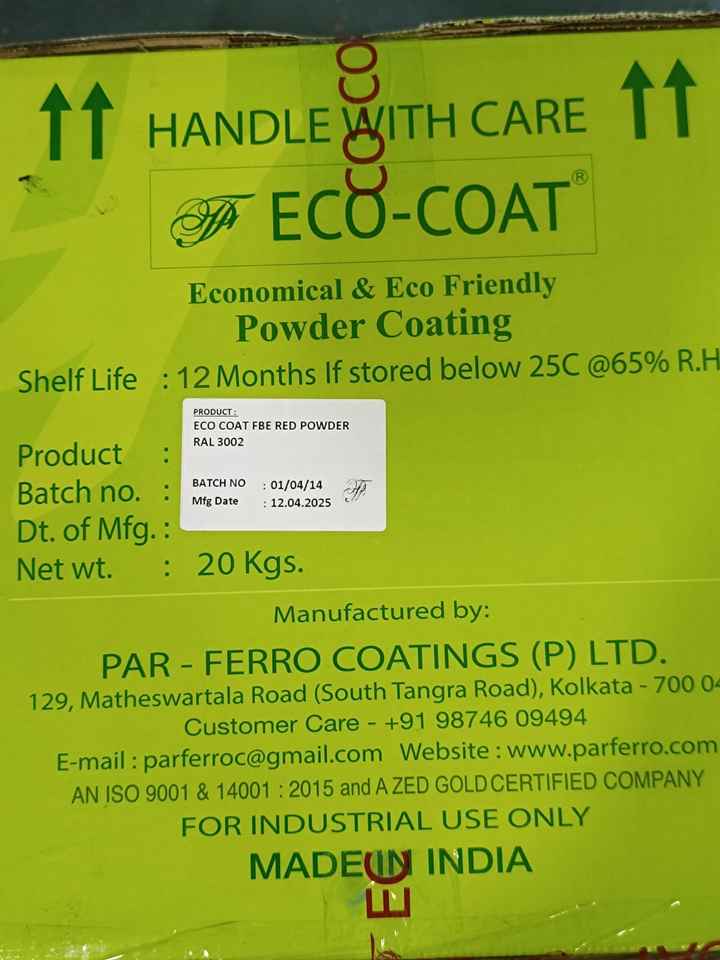 HANDLE WITH CARE
ECO-COAT®
Economical & Eco Friendly
Powder Coating
Shelf Life : 12 Months If stored below 25C @65% R.H
PRODUCT :
ECO COAT FBE RED POWDER
RAL 3002
BATCH NO : 01/04/14
Mfg Date : 12.04.2025
Product :
Batch no. :
Dt. of Mfg. :
Net wt. : 20 Kgs.
Manufactured by:
PAR - FERRO COATINGS (P) LTD.
129, Matheswartala Road (South Tangra Road), Kolkata - 700 04
Customer Care - +91 98746 09494
E-mail : parferroc@gmail.com Website : www.parferro.com
AN ISO 9001 & 14001 : 2015 and A ZED GOLD CERTIFIED COMPANY
FOR INDUSTRIAL USE ONLY
MADE IN INDIA
CO-CO
EC